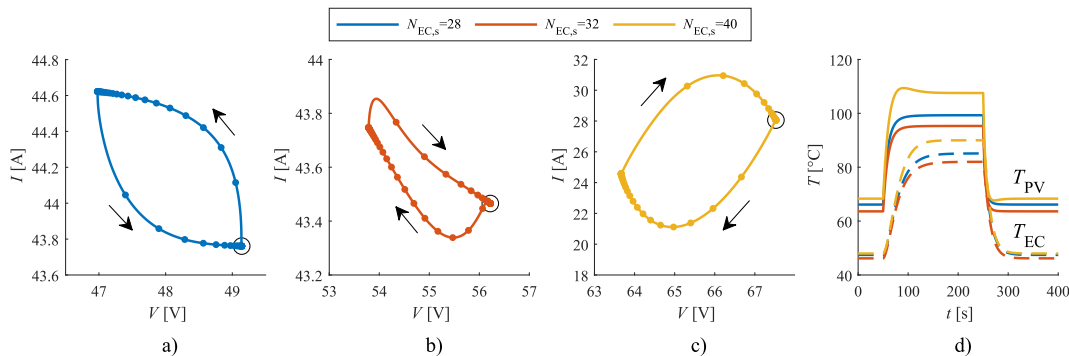 N_EC,s=28 N_EC,s=32 N_EC,s=40
44.8
44.6
44.4
44.2
44
43.8
43.6
I [A]
47 48 49
V [V]
a)
44
43.8
43.6
43.4
43.2
I [A]
53 54 55 56 57
V [V]
b)
32
30
28
26
24
22
20
18
I [A]
63 64 65 66 67
V [V]
c)
120
100
80
60
40
T [°C]
T_PV
T_EC
0 100 200 300 400
t [s]
d)